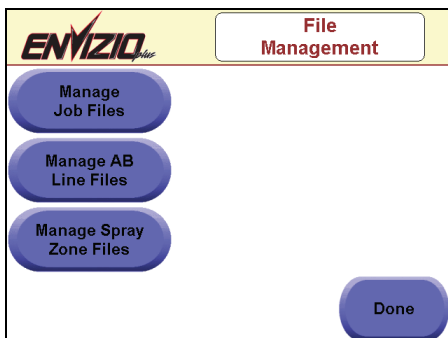 ENVIZIO plus
File
Management
Manage
Job Files
Manage AB
Line Files
Manage Spray
Zone Files
Done